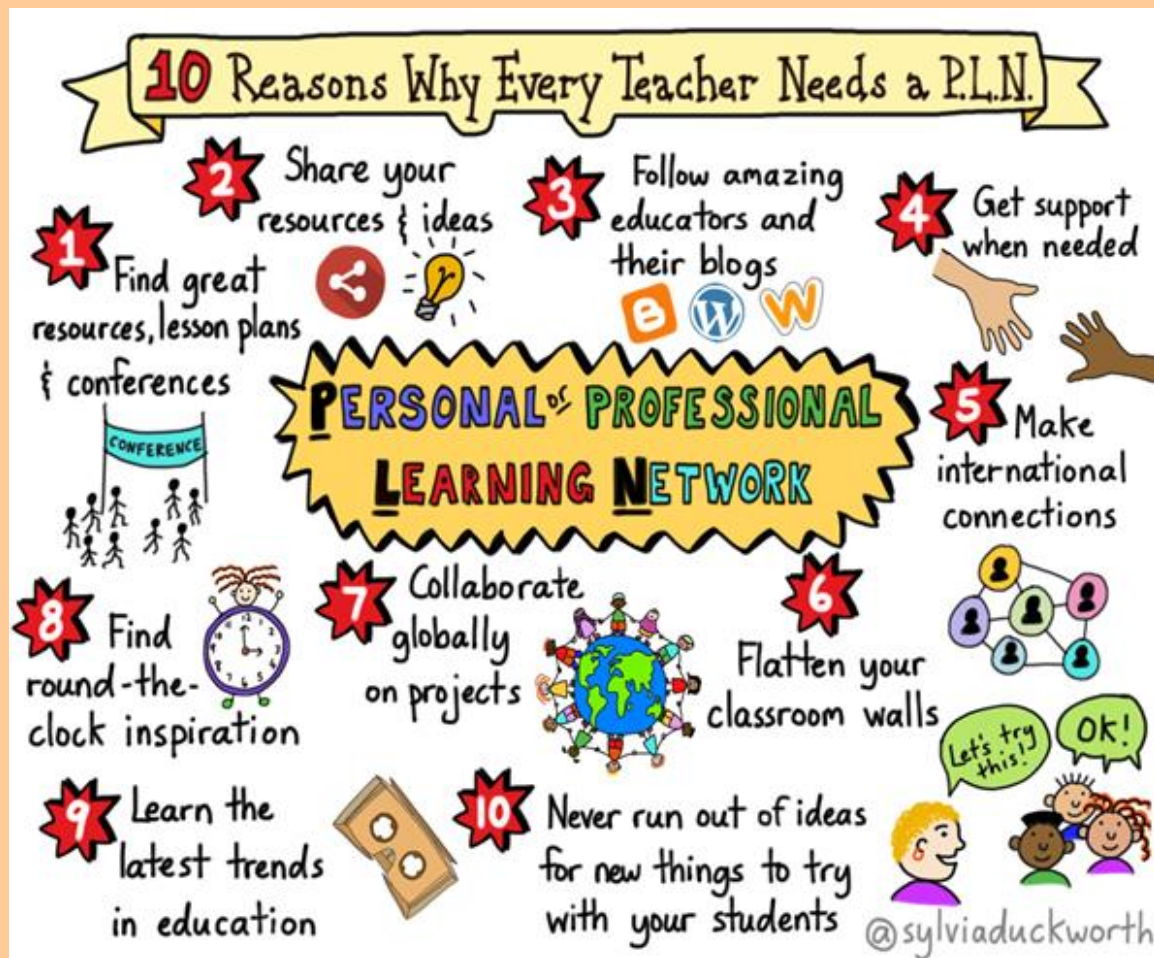 10 Reasons Why Every Teacher Needs a P.L.N.
1
Find great
resources, lesson plans
& conferences
CONFERENCE
2
Share your
resources & ideas
3
Follow amazing
educators and
their blogs
4
Get support
when needed
PERSONAL or PROFESSIONAL
LEARNING NETWORK
5
Make
international
connections
6
Flatten your
classroom walls
7
Collaborate
globally
on projects
8
Find
round-the-
clock inspiration
9
Learn the
latest trends
in education
10
Never run out of ideas
for new things to try
with your students
Let's try
this!
OK!
@sylviaduckworth